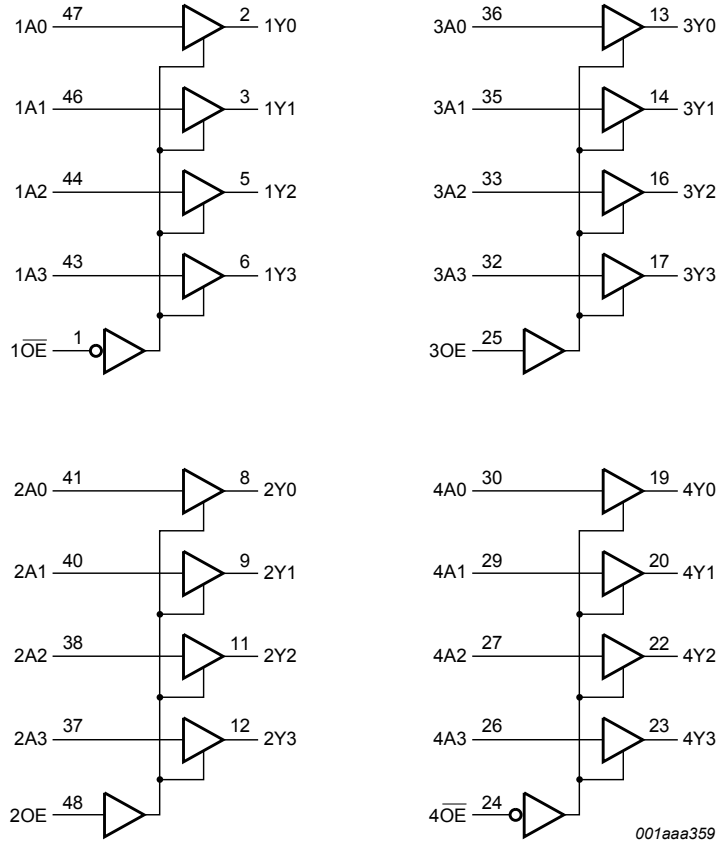 1A0 47 2 1Y0
1A1 46 3 1Y1
1A2 44 5 1Y2
1A3 43 6 1Y3
1O̅E̅ 1
3A0 36 13 3Y0
3A1 35 14 3Y1
3A2 33 16 3Y2
3A3 32 17 3Y3
3OE 25
2A0 41 8 2Y0
2A1 40 9 2Y1
2A2 38 11 2Y2
2A3 37 12 2Y3
2OE 48
4A0 30 19 4Y0
4A1 29 20 4Y1
4A2 27 22 4Y2
4A3 26 23 4Y3
4O̅E̅ 24
001aaa359